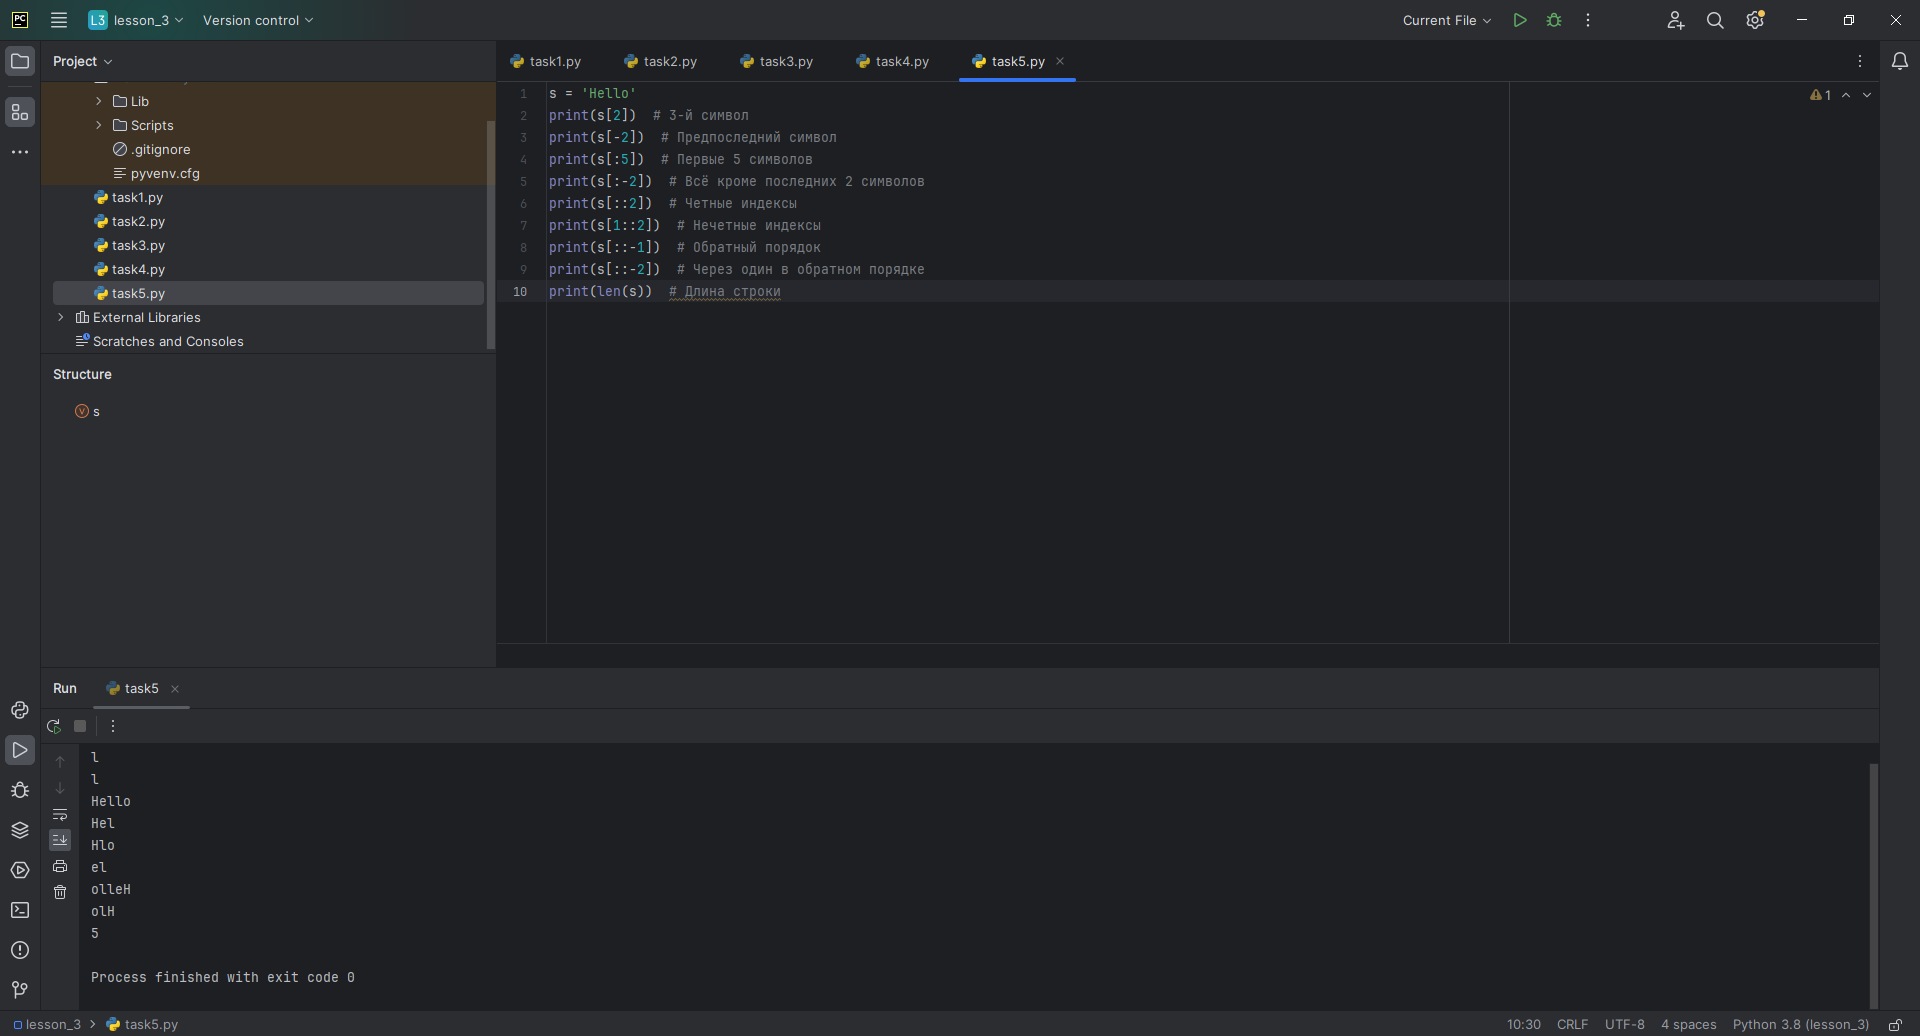 PC
L3 lesson_3
Version control
Current File
Project
Lib
Scripts
.gitignore
pyvenv.cfg
task1.py
task2.py
task3.py
task4.py
task5.py
External Libraries
Scratches and Consoles
Structure
V s
task1.py
task2.py
task3.py
task4.py
task5.py
1
1 s = 'Hello'
2 print(s[2])  # 3-й символ
3 print(s[-2])  # Предпоследний символ
4 print(s[:5])  # Первые 5 символов
5 print(s[:-2])  # Всё кроме последних 2 символов
6 print(s[::2])  # Четные индексы
7 print(s[1::2])  # Нечетные индексы
8 print(s[::-1])  # Обратный порядок
9 print(s[::-2])  # Через один в обратном порядке
10 print(len(s))  # Длина строки
Run
task5
l
l
Hello
Hel
Hlo
el
olleH
olH
5
Process finished with exit code 0
lesson_3 > task5.py
10:30
CRLF
UTF-8
4 spaces
Python 3.8 (lesson_3)